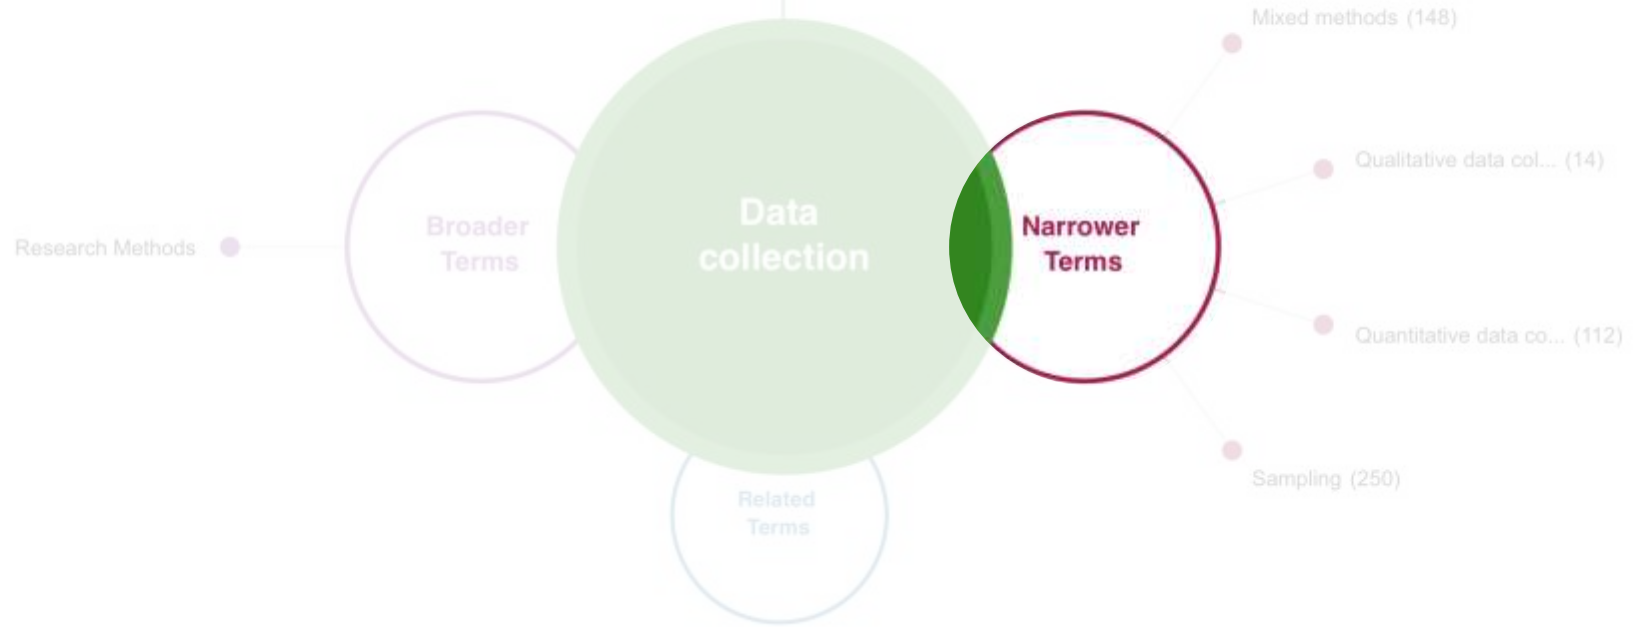 Mixed methods (148)
Qualitative data col... (14)
Data
collection
Broader
Terms
Narrower
Terms
Research Methods
Quantitative data co... (112)
Sampling (250)
Related
Terms